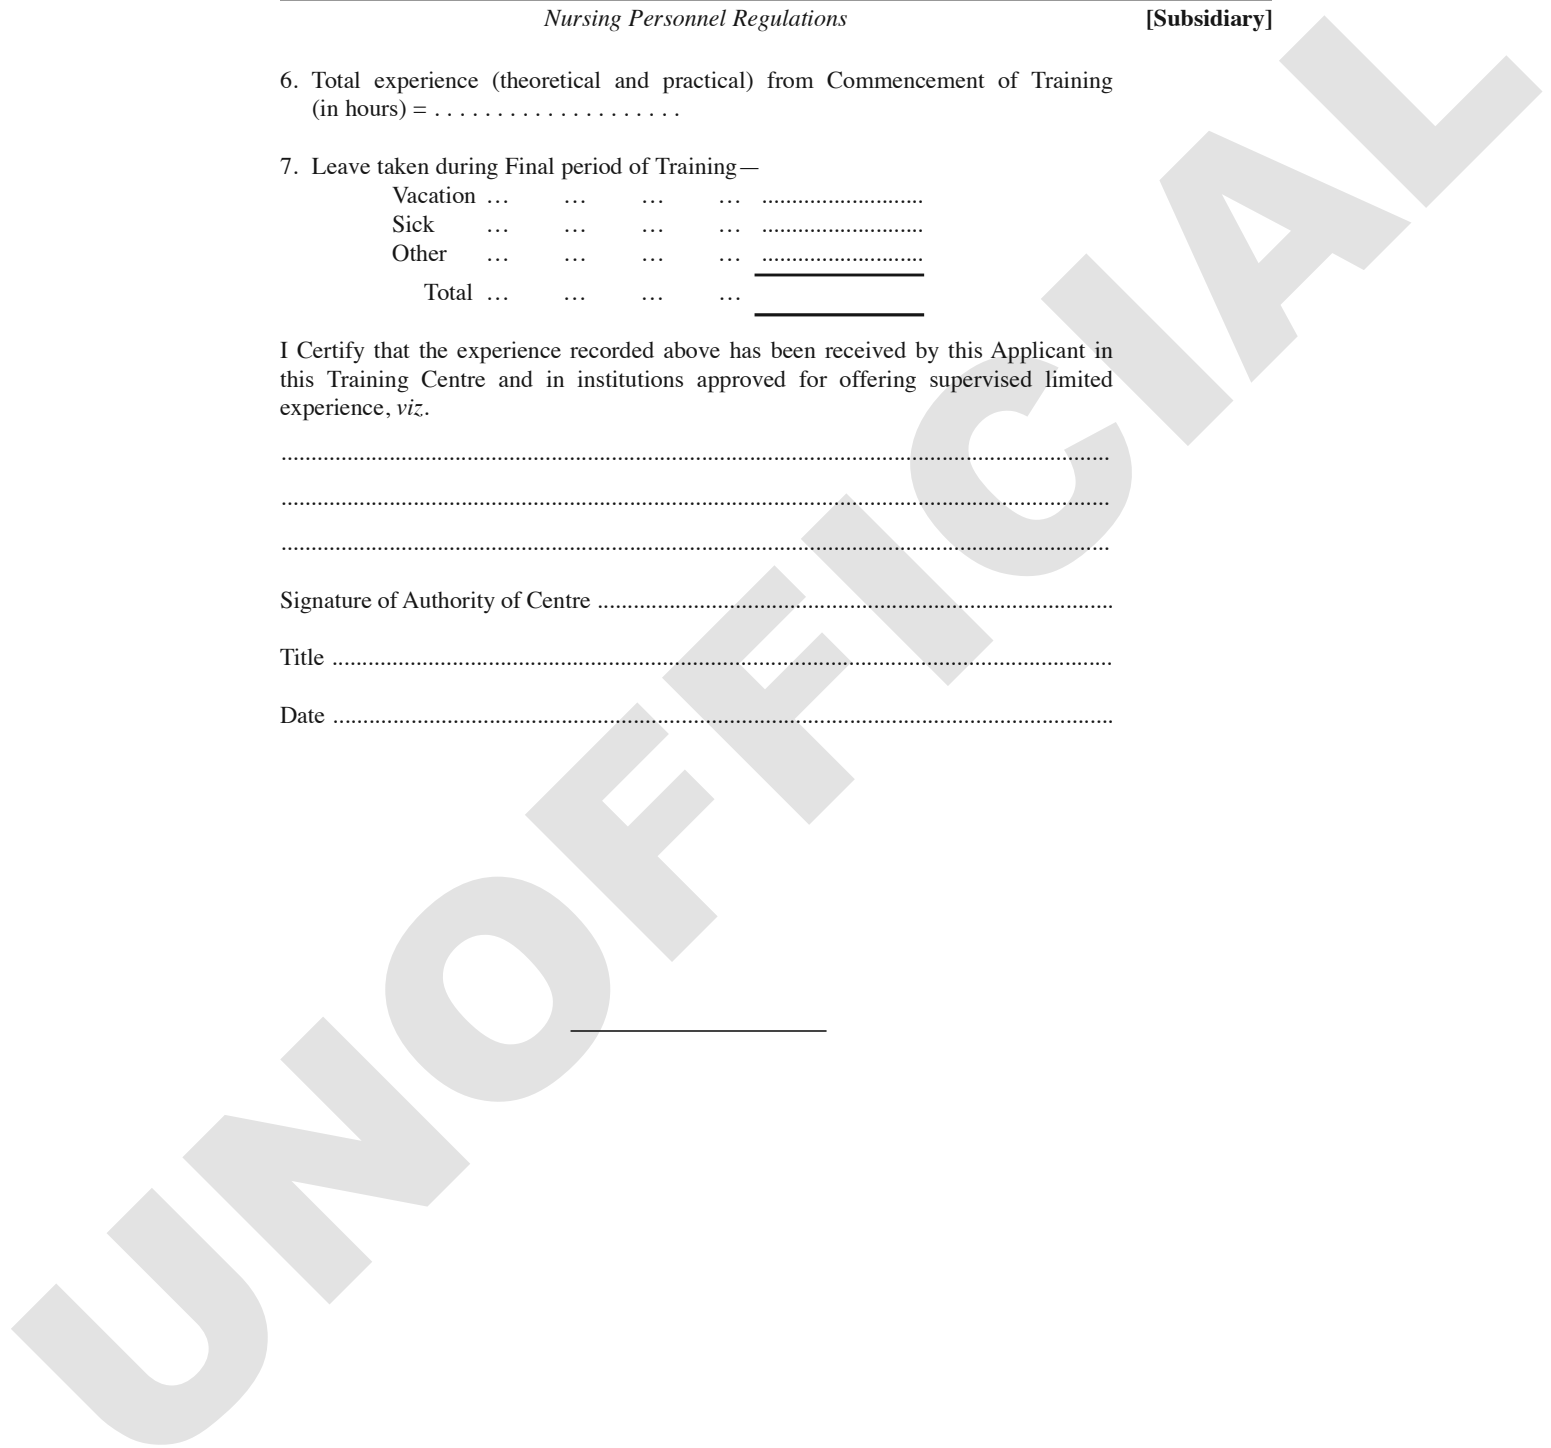 Nursing Personnel Regulations [Subsidiary]
6. Total experience (theoretical and practical) from Commencement of Training
(in hours) = . . . . . . . . . . . . . . . . . . . .
7. Leave taken during Final period of Training—
Vacation ... ... ... ... ...........................
Sick ... ... ... ... ...........................
Other ... ... ... ... ...........................
Total ... ... ... ...
I Certify that the experience recorded above has been received by this Applicant in
this Training Centre and in institutions approved for offering supervised limited
experience, viz.
..........................................................................................................................................
..........................................................................................................................................
..........................................................................................................................................
Signature of Authority of Centre ......................................................................................
Title ..................................................................................................................................
Date ..................................................................................................................................
UNOFFICIAL